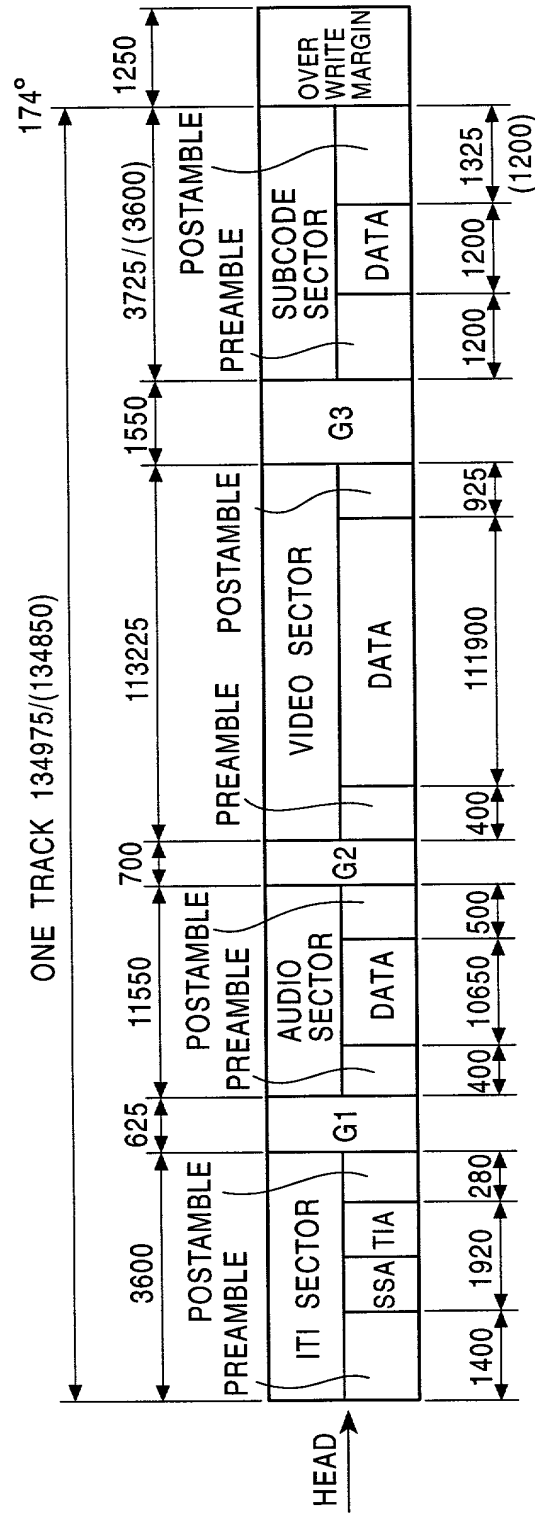 174°
ONE TRACK 134975/(134850)
3600
625
11550
700
113225
1550
3725/(3600)
1250
POSTAMBLE
PREAMBLE
POSTAMBLE
PREAMBLE
PREAMBLE
POSTAMBLE
POSTAMBLE
PREAMBLE
HEAD
ITI SECTOR
SSA
TIA
G1
AUDIO
SECTOR
DATA
G2
VIDEO SECTOR
DATA
G3
SUBCODE
SECTOR
DATA
OVER
WRITE
MARGIN
1400
1920
280
400
10650
500
400
111900
925
1200
1200
1325
(1200)